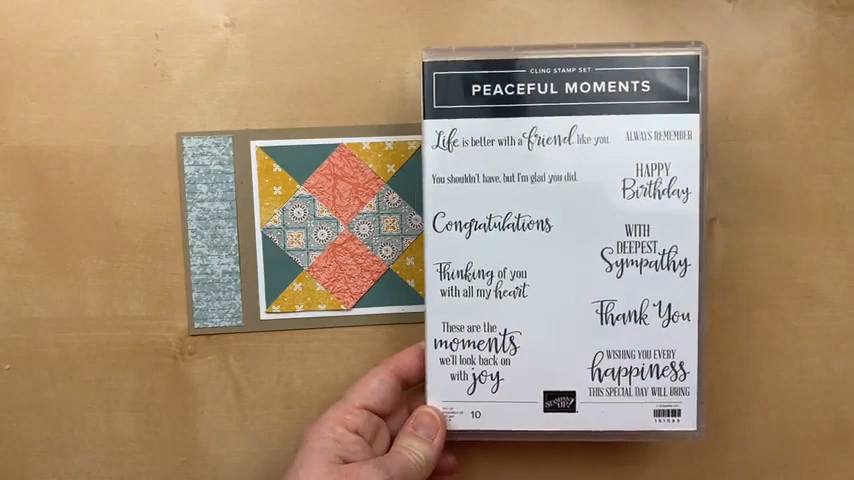 CLING STAMP SET
PEACEFUL MOMENTS
Life is better with a friend like you.
ALWAYS REMEMBER
You shouldn't have, but I'm glad you did.
HAPPY
Birthday
Congratulations
WITH
DEEPEST
Sympathy
Thinking of you
with all my heart
Thank You
These are the
moments
we'll look back on
with joy
WISHING YOU EVERY
happiness
THIS SPECIAL DAY WILL BRING
STAMPIN' UP!
10